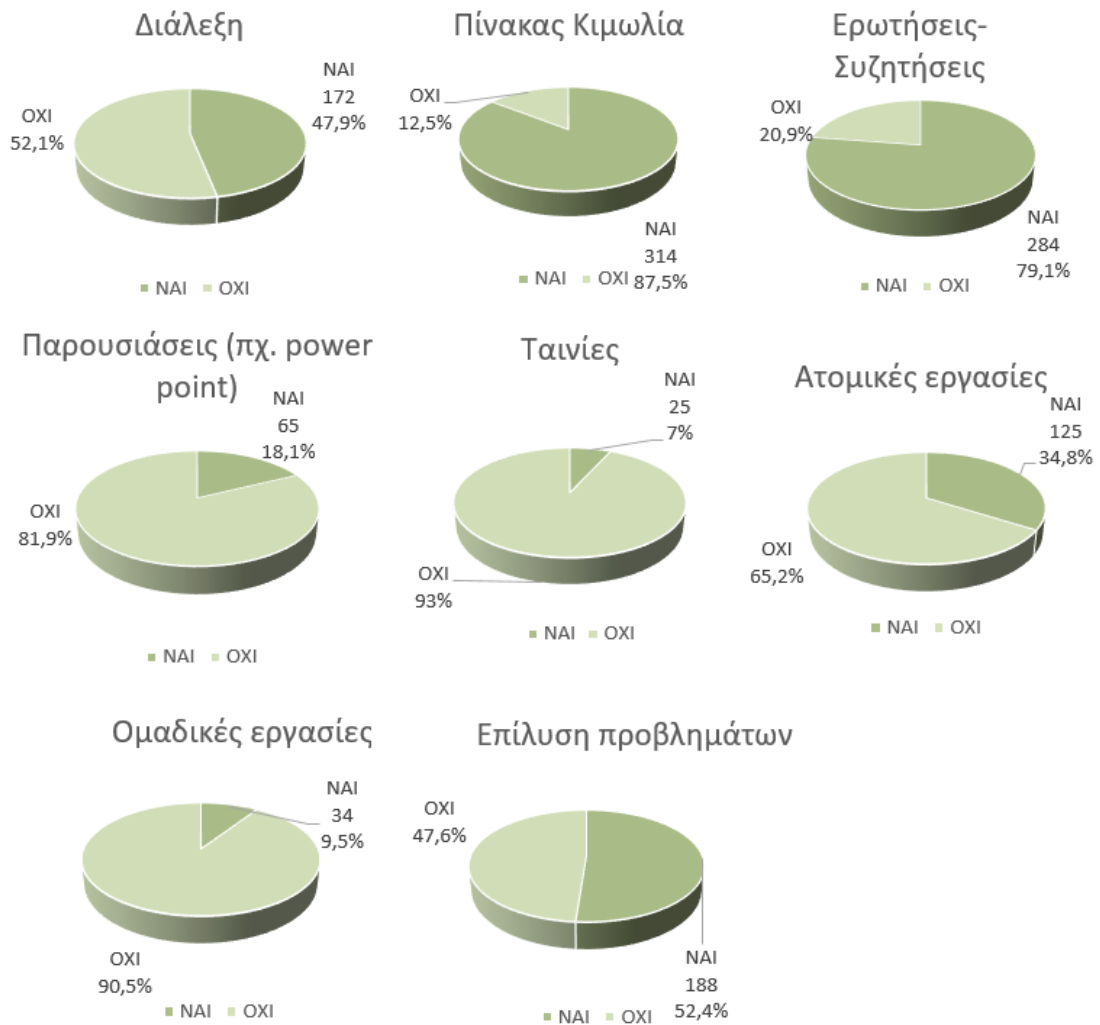 Διάλεξη
ΝΑΙ
172
47,9%
ΟΧΙ
52,1%
ΝΑΙ ΟΧΙ
Πίνακας Κιμωλία
ΟΧΙ
12,5%
ΝΑΙ
314
87,5%
ΝΑΙ ΟΧΙ
Ερωτήσεις-
Συζητήσεις
ΟΧΙ
20,9%
ΝΑΙ
284
79,1%
ΝΑΙ ΟΧΙ
Παρουσιάσεις (πχ. power
point)
ΝΑΙ
65
18,1%
ΟΧΙ
81,9%
ΝΑΙ ΟΧΙ
Ταινίες
ΝΑΙ
25
7%
ΟΧΙ
93%
ΝΑΙ ΟΧΙ
Ατομικές εργασίες
ΝΑΙ
125
34,8%
ΟΧΙ
65,2%
ΝΑΙ ΟΧΙ
Ομαδικές εργασίες
ΝΑΙ
34
9,5%
ΟΧΙ
90,5%
ΝΑΙ ΟΧΙ
Επίλυση προβλημάτων
ΟΧΙ
47,6%
ΝΑΙ
188
52,4%
ΝΑΙ ΟΧΙ